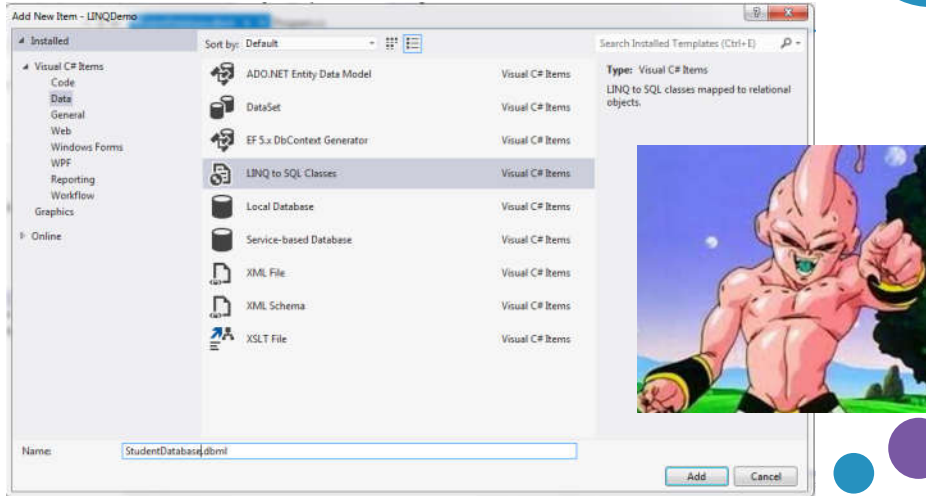 Add New Item - LINQDemo
Installed
Sort by: Default
Search Installed Templates (Ctrl+E)
Visual C# Items
Code
Data
General
Web
Windows Forms
WPF
Reporting
Workflow
Graphics
Online
ADO.NET Entity Data Model Visual C# Items
DataSet Visual C# Items
EF 5.x DbContext Generator Visual C# Items
LINQ to SQL Classes Visual C# Items
Local Database Visual C# Items
Service-based Database Visual C# Items
XML File Visual C# Items
XML Schema Visual C# Items
XSLT File Visual C# Items
Type: Visual C# Items
LINQ to SQL classes mapped to relational
objects.
Name: StudentDatabase.dbml
Add Cancel